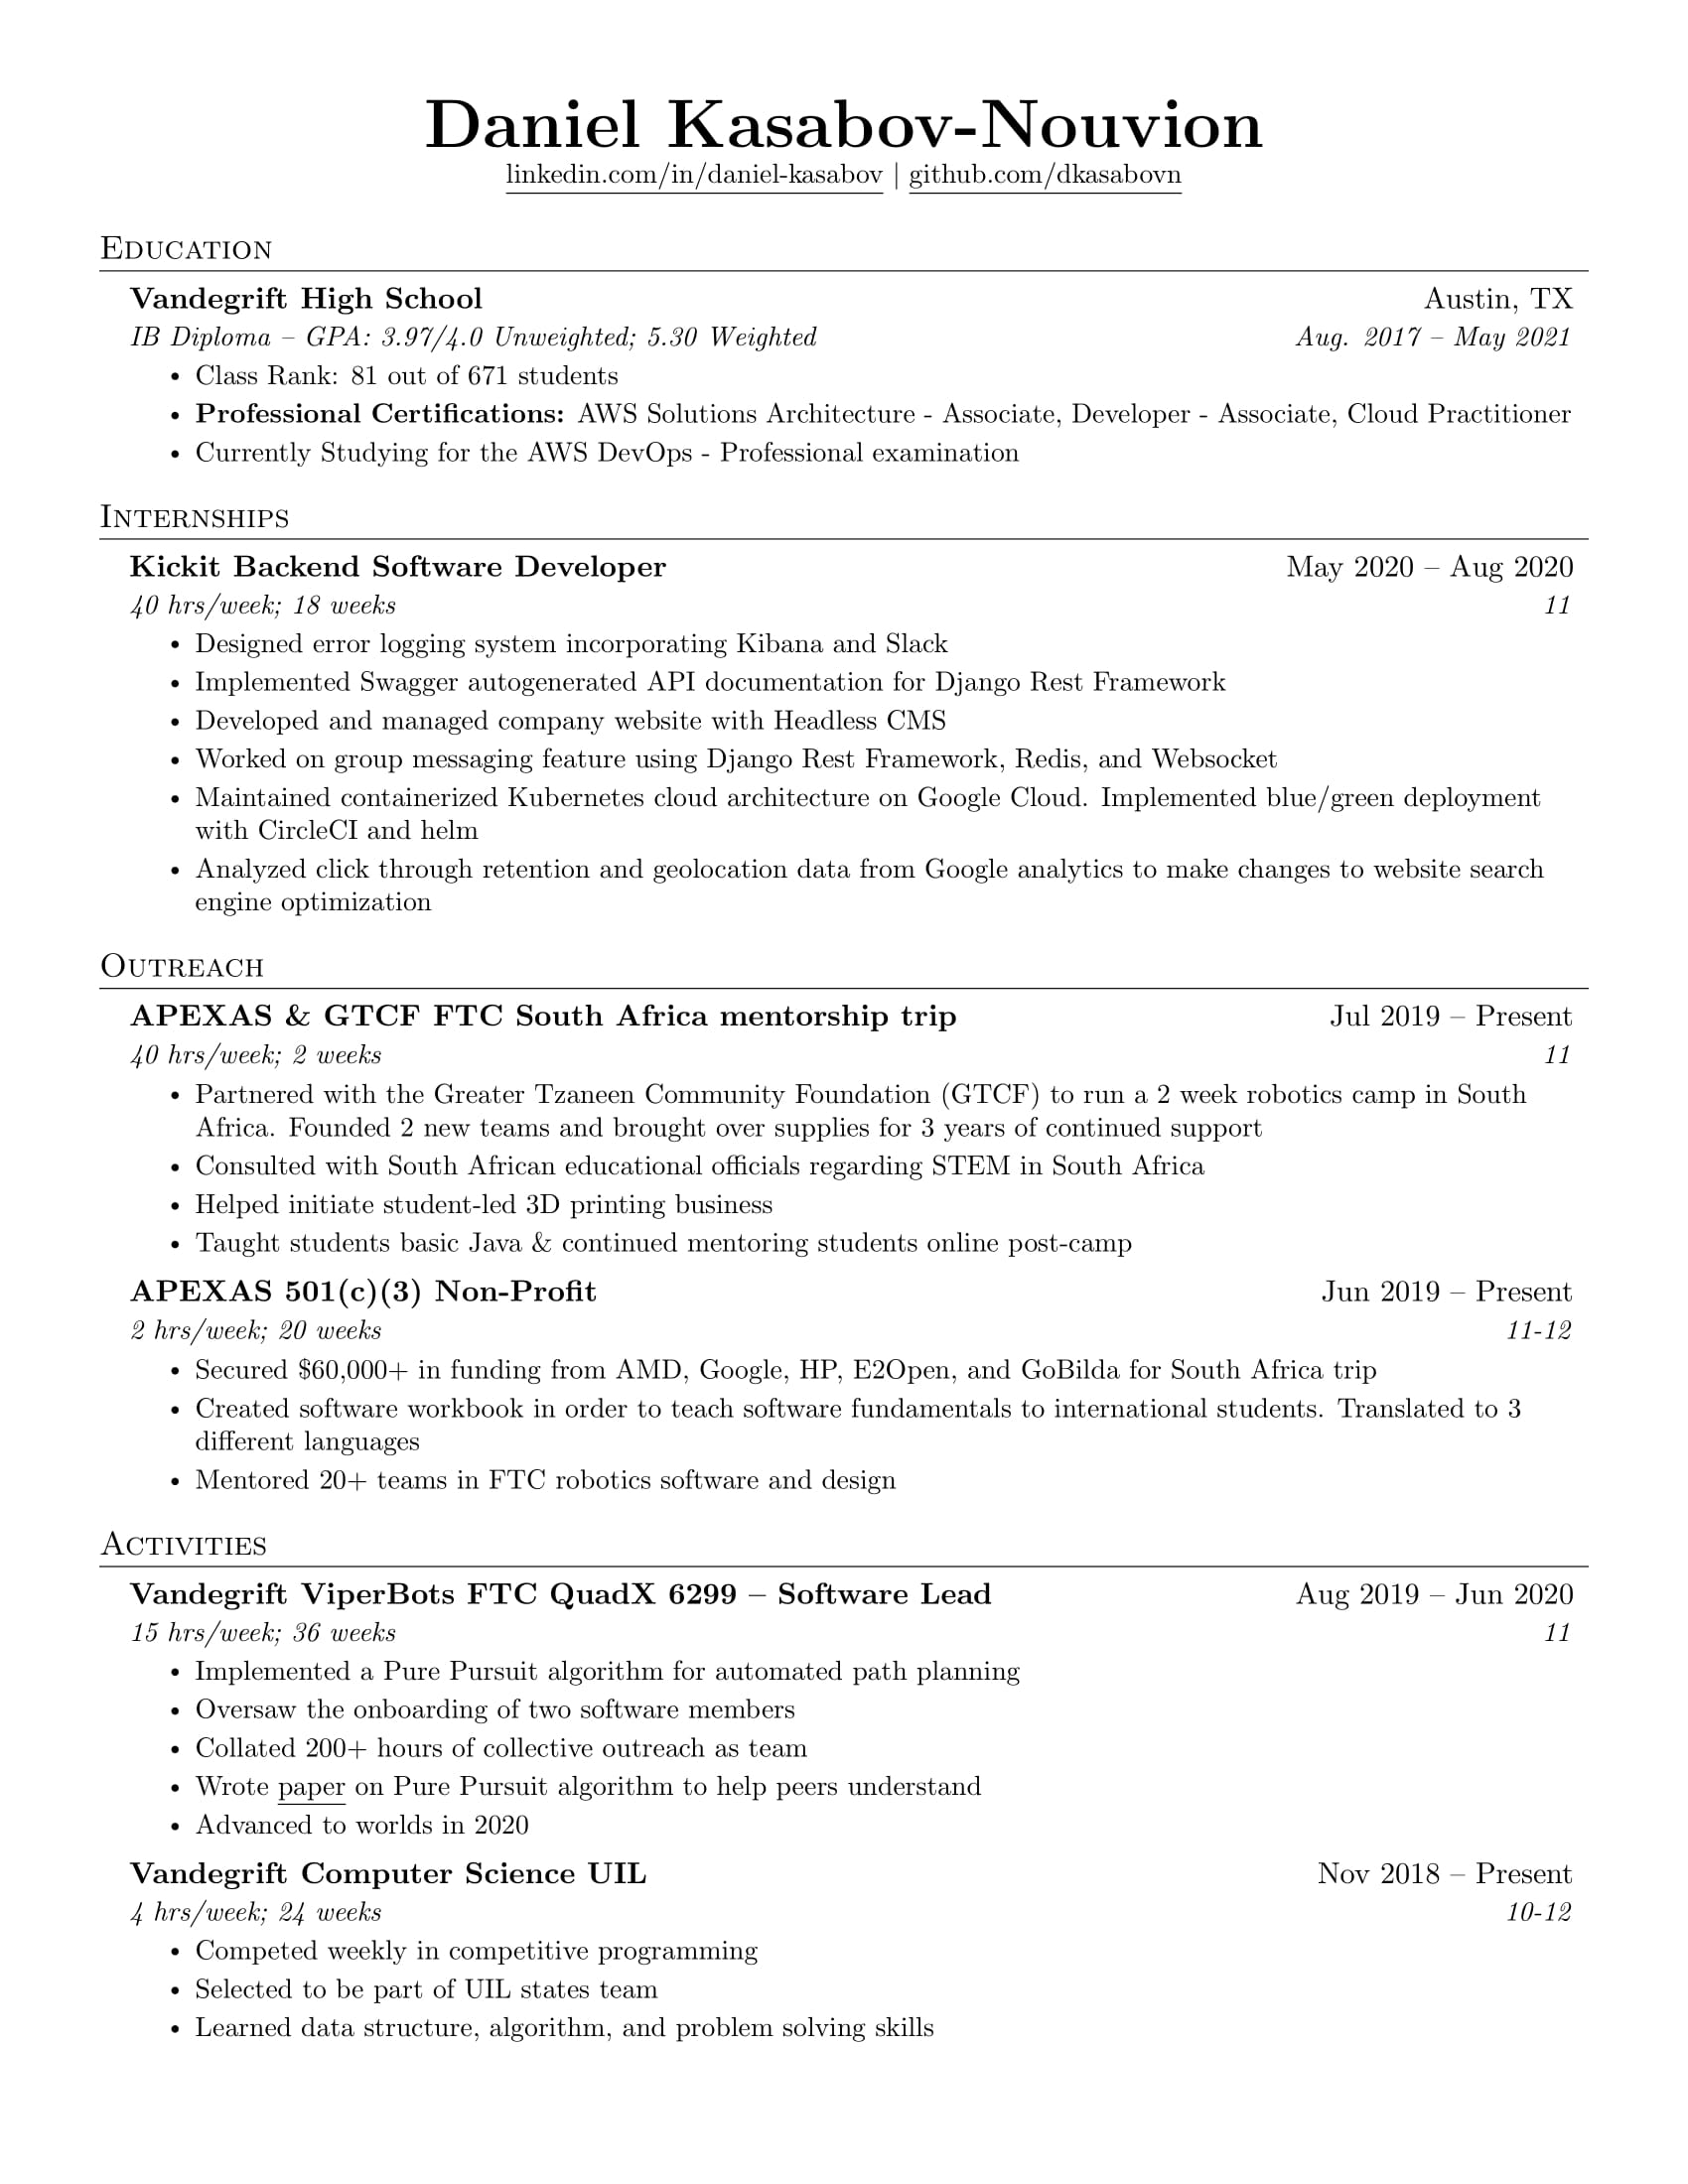 Daniel Kasabov-Nouvion
linkedin.com/in/daniel-kasabov | github.com/dkasabovn
Education
Vandegrift High School Austin, TX
IB Diploma – GPA: 3.97/4.0 Unweighted; 5.30 Weighted Aug. 2017 – May 2021
• Class Rank: 81 out of 671 students
• Professional Certifications: AWS Solutions Architecture - Associate, Developer - Associate, Cloud Practitioner
• Currently Studying for the AWS DevOps - Professional examination
Internships
Kickit Backend Software Developer May 2020 – Aug 2020
40 hrs/week; 18 weeks 11
• Designed error logging system incorporating Kibana and Slack
• Implemented Swagger autogenerated API documentation for Django Rest Framework
• Developed and managed company website with Headless CMS
• Worked on group messaging feature using Django Rest Framework, Redis, and Websocket
• Maintained containerized Kubernetes cloud architecture on Google Cloud. Implemented blue/green deployment
with CircleCI and helm
• Analyzed click through retention and geolocation data from Google analytics to make changes to website search
engine optimization
Outreach
APEXAS & GTCF FTC South Africa mentorship trip Jul 2019 – Present
40 hrs/week; 2 weeks 11
• Partnered with the Greater Tzaneen Community Foundation (GTCF) to run a 2 week robotics camp in South
Africa. Founded 2 new teams and brought over supplies for 3 years of continued support
• Consulted with South African educational officials regarding STEM in South Africa
• Helped initiate student-led 3D printing business
• Taught students basic Java & continued mentoring students online post-camp
APEXAS 501(c)(3) Non-Profit Jun 2019 – Present
2 hrs/week; 20 weeks 11-12
• Secured $60,000+ in funding from AMD, Google, HP, E2Open, and GoBilda for South Africa trip
• Created software workbook in order to teach software fundamentals to international students. Translated to 3
different languages
• Mentored 20+ teams in FTC robotics software and design
Activities
Vandegrift ViperBots FTC QuadX 6299 – Software Lead Aug 2019 – Jun 2020
15 hrs/week; 36 weeks 11
• Implemented a Pure Pursuit algorithm for automated path planning
• Oversaw the onboarding of two software members
• Collated 200+ hours of collective outreach as team
• Wrote paper on Pure Pursuit algorithm to help peers understand
• Advanced to worlds in 2020
Vandegrift Computer Science UIL Nov 2018 – Present
4 hrs/week; 24 weeks 10-12
• Competed weekly in competitive programming
• Selected to be part of UIL states team
• Learned data structure, algorithm, and problem solving skills